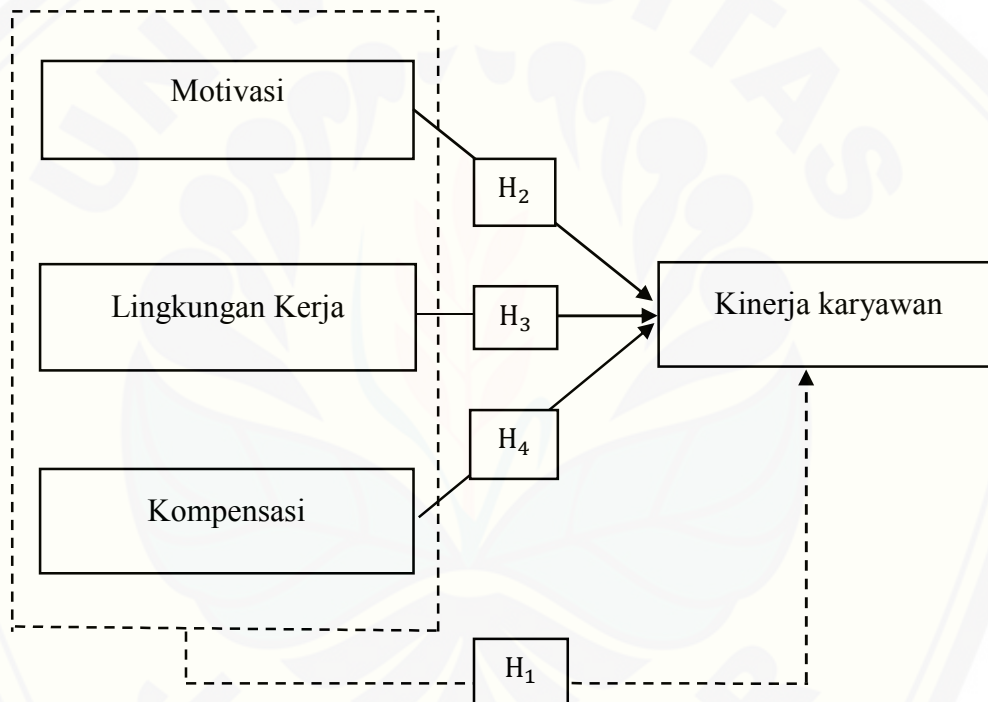 Motivasi
H₂
Lingkungan Kerja
H₃
Kinerja karyawan
H₄
Kompensasi
H₁